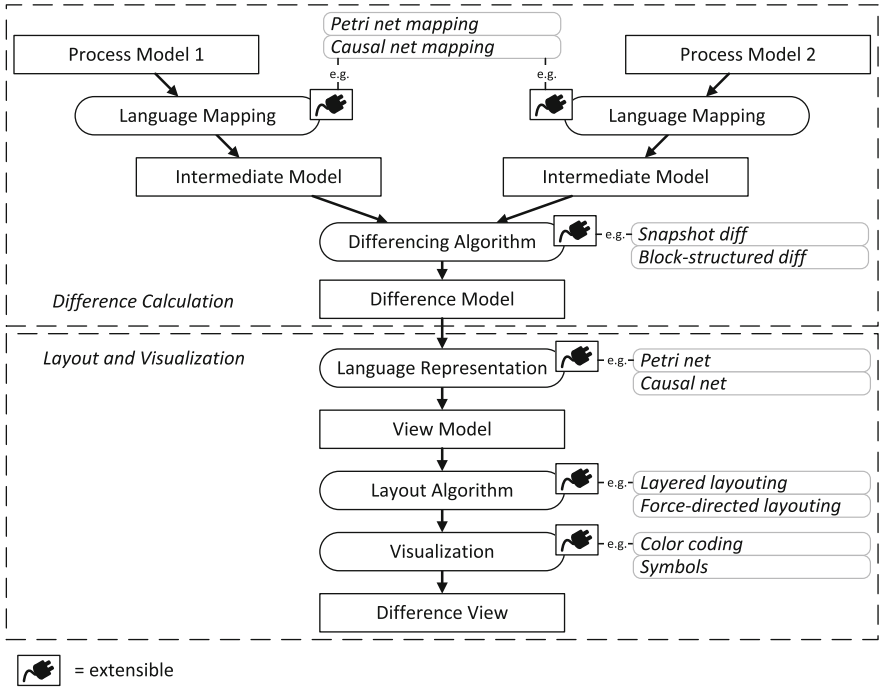 Petri net mapping
Causal net mapping
Process Model 1
Process Model 2
e.g.
e.g.
Language Mapping
Language Mapping
Intermediate Model
Intermediate Model
Differencing Algorithm
e.g.
Snapshot diff
Block-structured diff
Difference Model
Difference Calculation
Layout and Visualization
Language Representation
e.g.
Petri net
Causal net
View Model
Layout Algorithm
e.g.
Layered layouting
Force-directed layouting
Visualization
e.g.
Color coding
Symbols
Difference View
= extensible